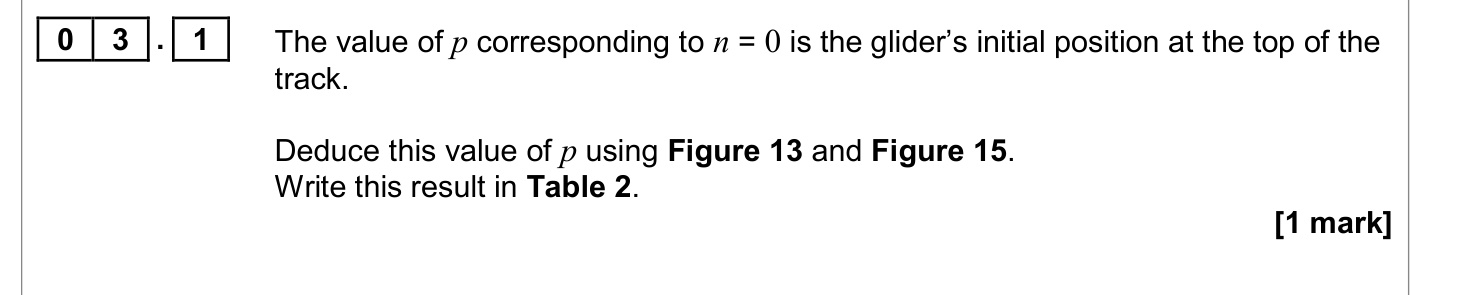 0 3 . 1 The value of p corresponding to n = 0 is the glider's initial position at the top of the
track.
Deduce this value of p using Figure 13 and Figure 15.
Write this result in Table 2.
[1 mark]